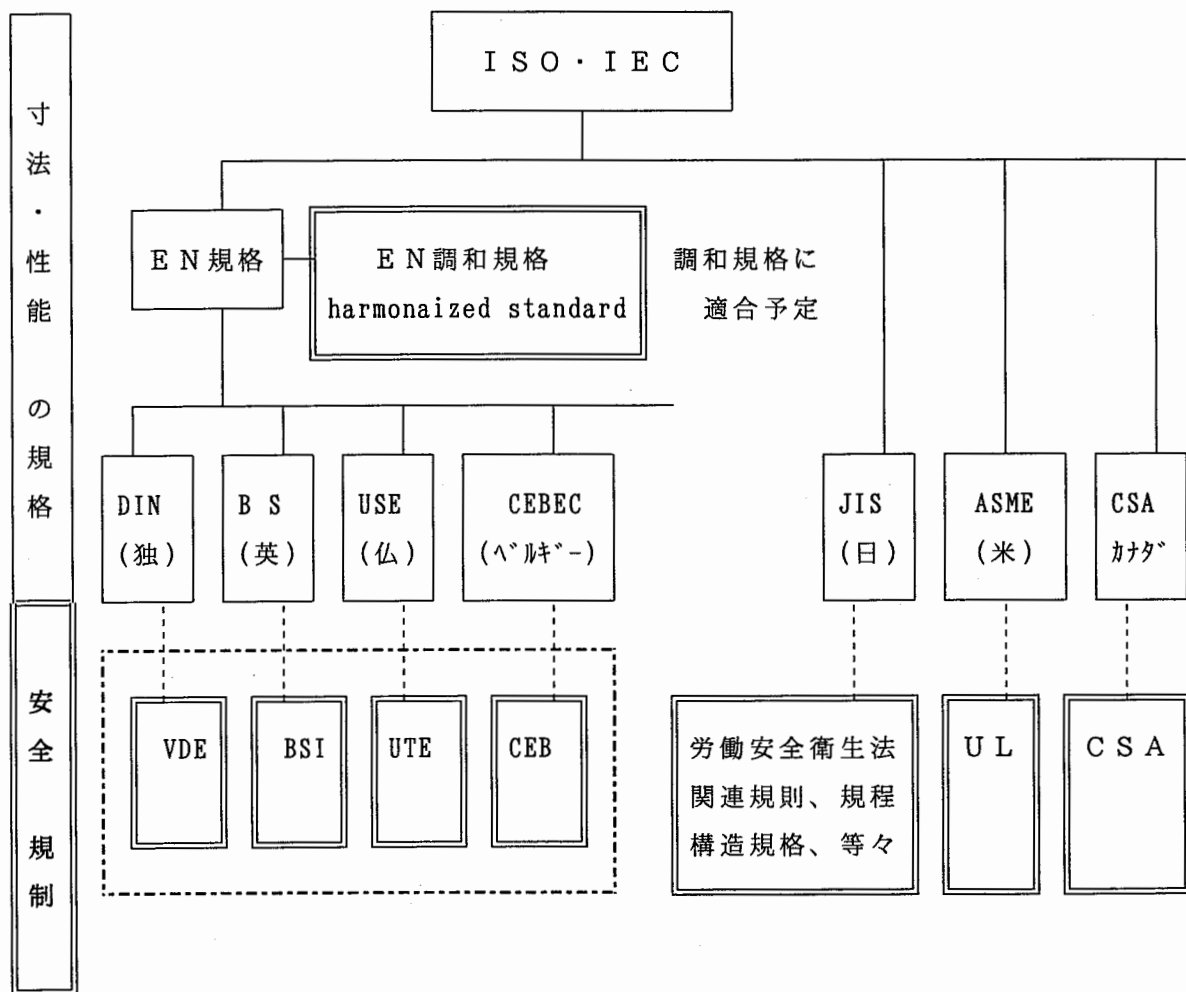 寸法・性能 の規格
安全 規制
ISO・IEC
EN規格
EN調和規格
harmonaized standard
調和規格に
適合予定
DIN
(独)
B S
(英)
USE
(仏)
CEBEC
(ﾍﾞﾙｷﾞｰ)
JIS
(日)
ASME
(米)
CSA
ｶﾅﾀﾞ
VDE
BSI
UTE
CEB
労働安全衛生法
関連規則、規程
構造規格、等々
UL
CSA